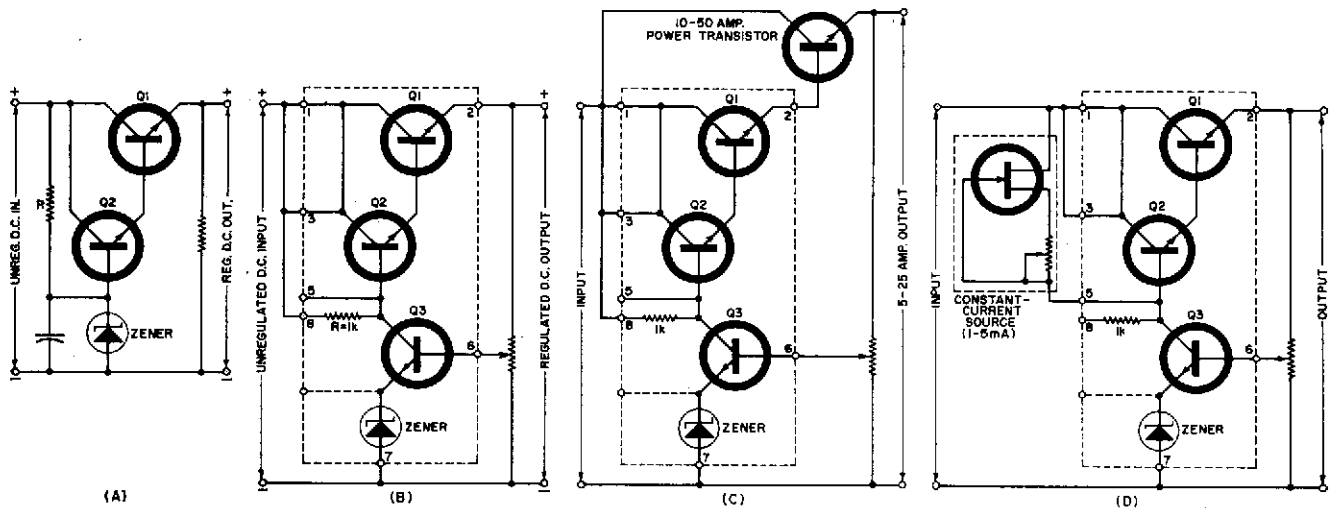 +
Q1
+
UNREG. D.C. IN.
R
Q2
REG. D.C. OUT.
ZENER
(A)
+
1
Q1
2
+
UNREGULATED D.C. INPUT
3
Q2
5
8
R=1k
Q3
6
REGULATED D.C. OUTPUT
ZENER
7
(B)
10-50 AMP.
POWER TRANSISTOR
1
Q1
2
INPUT
3
Q2
5
8
1k
Q3
6
5-25 AMP. OUTPUT
ZENER
7
(C)
1
Q1
2
INPUT
3
Q2
CONSTANT-
CURRENT
SOURCE
(1-5mA)
5
8
1k
Q3
6
OUTPUT
ZENER
7
(D)